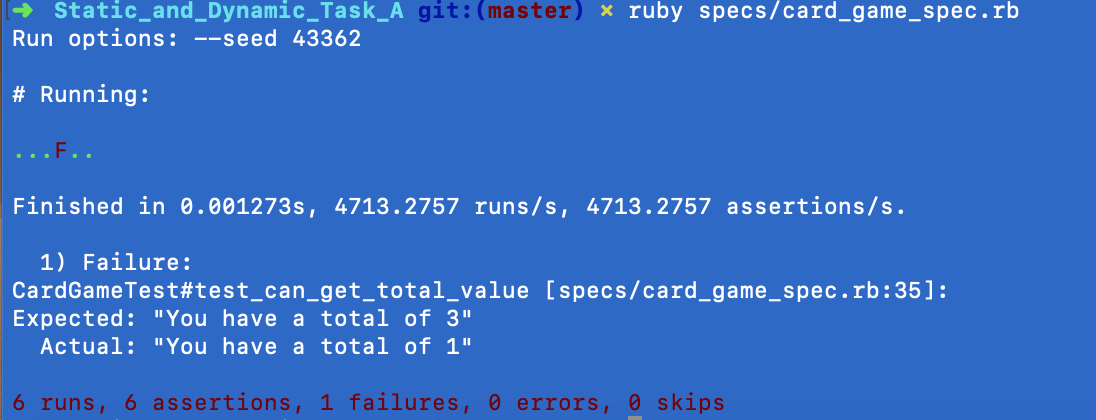 ➜ Static_and_Dynamic_Task_A git:(master) ✗ ruby specs/card_game_spec.rb
Run options: --seed 43362
# Running:
...F..
Finished in 0.001273s, 4713.2757 runs/s, 4713.2757 assertions/s.
1) Failure:
CardGameTest#test_can_get_total_value [specs/card_game_spec.rb:35]:
Expected: "You have a total of 3"
Actual: "You have a total of 1"
6 runs, 6 assertions, 1 failures, 0 errors, 0 skips